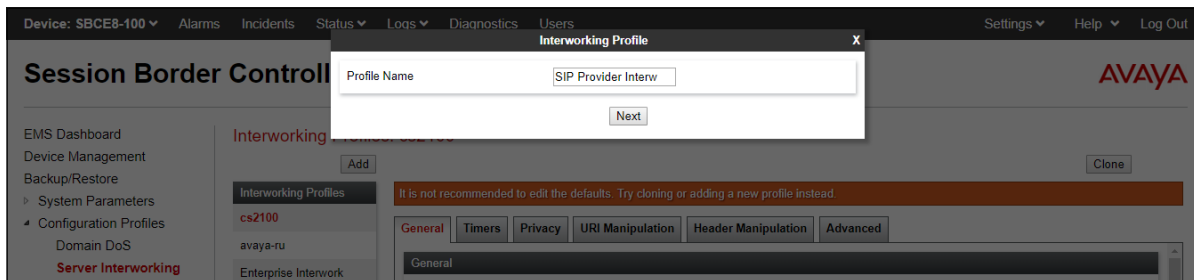 Device: SBCE8-100 Alarms Incidents Status Logs Diagnostics Users Settings Help Log Out
Interworking Profile X
Session Border Controll
AVAYA
Profile Name SIP Provider Interw
Next
EMS Dashboard
Device Management
Backup/Restore
System Parameters
Configuration Profiles
Domain DoS
Server Interworking
Interworking Profiles: cs2100
Add
Clone
Interworking Profiles
cs2100
avaya-ru
Enterprise Interwork
It is not recommended to edit the defaults. Try cloning or adding a new profile instead.
General Timers Privacy URI Manipulation Header Manipulation Advanced
General